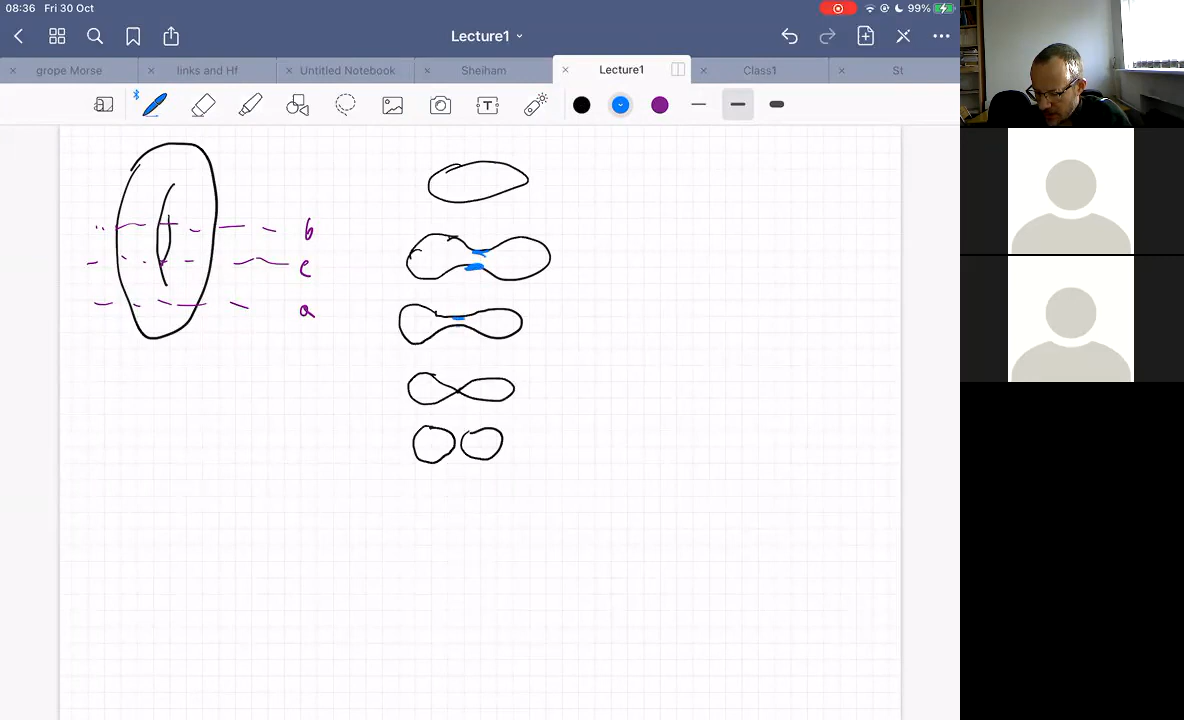 08:36 Fri 30 Oct
99%
Lecture1
grope Morse
links and Hf
Untitled Notebook
Sheiham
Lecture1
Class1
St
T
b
c
a